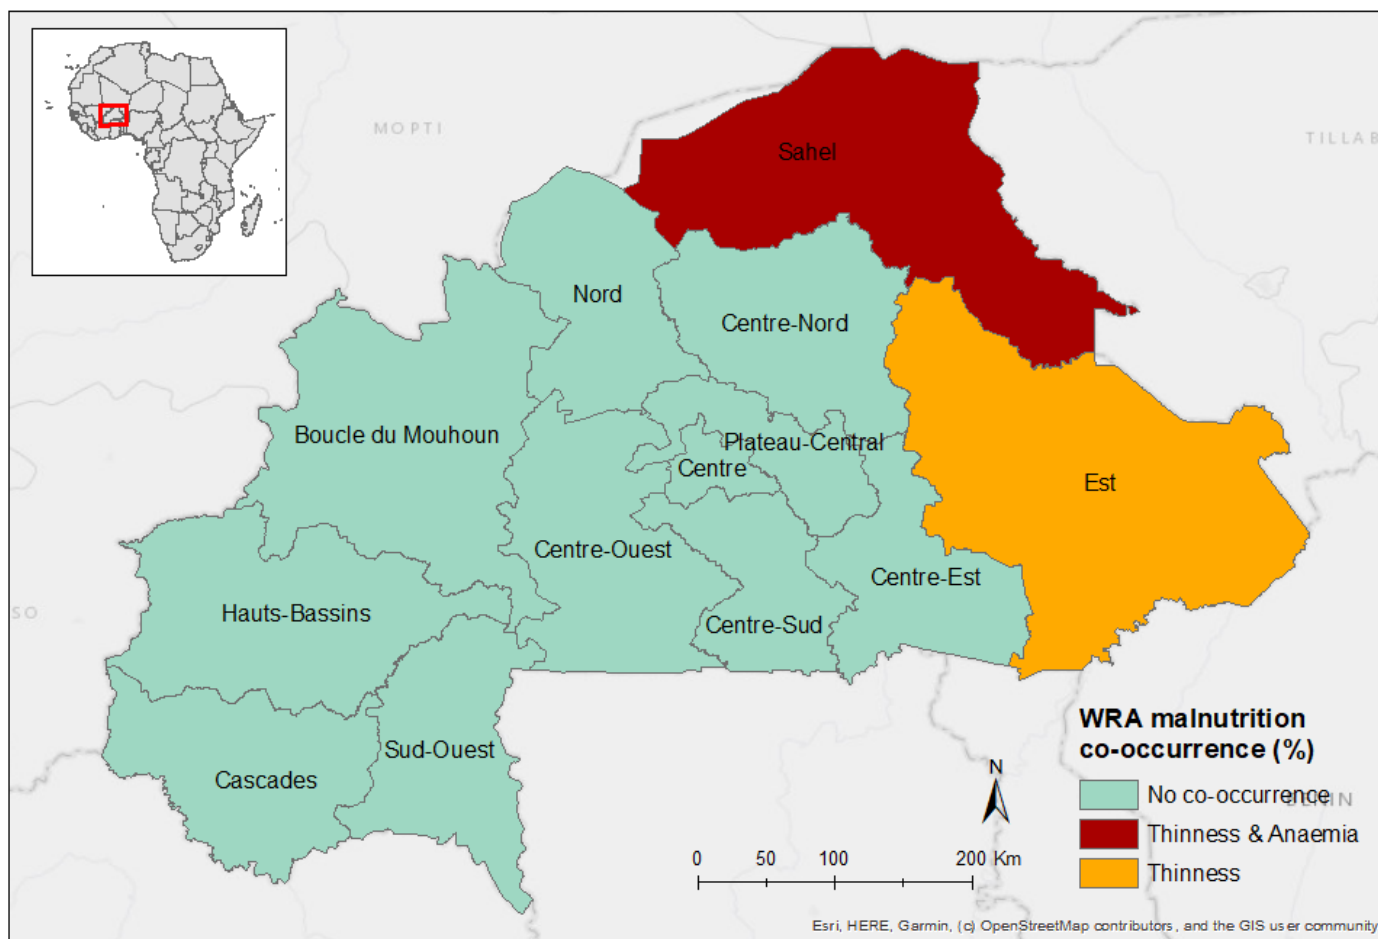 MOPTI
TILLAB
Sahel
Nord
Centre-Nord
Boucle du Mouhoun
Plateau-Central
Centre
Est
Centre-Ouest
Centre-Est
Hauts-Bassins
Centre-Sud
SO
Sud-Ouest
Cascades
WRA malnutrition
co-occurrence (%)
N
No co-occurrence
BENIN
Thinness & Anaemia
Thinness
0 50 100 200 Km
Esri, HERE, Garmin, (c) OpenStreetMap contributors, and the GIS user community